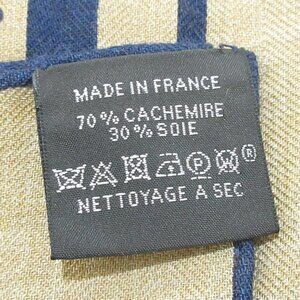 MADE IN FRANCE
70 % CACHEMIRE
30 % SOIE
P W ®
NETTOYAGE A SEC